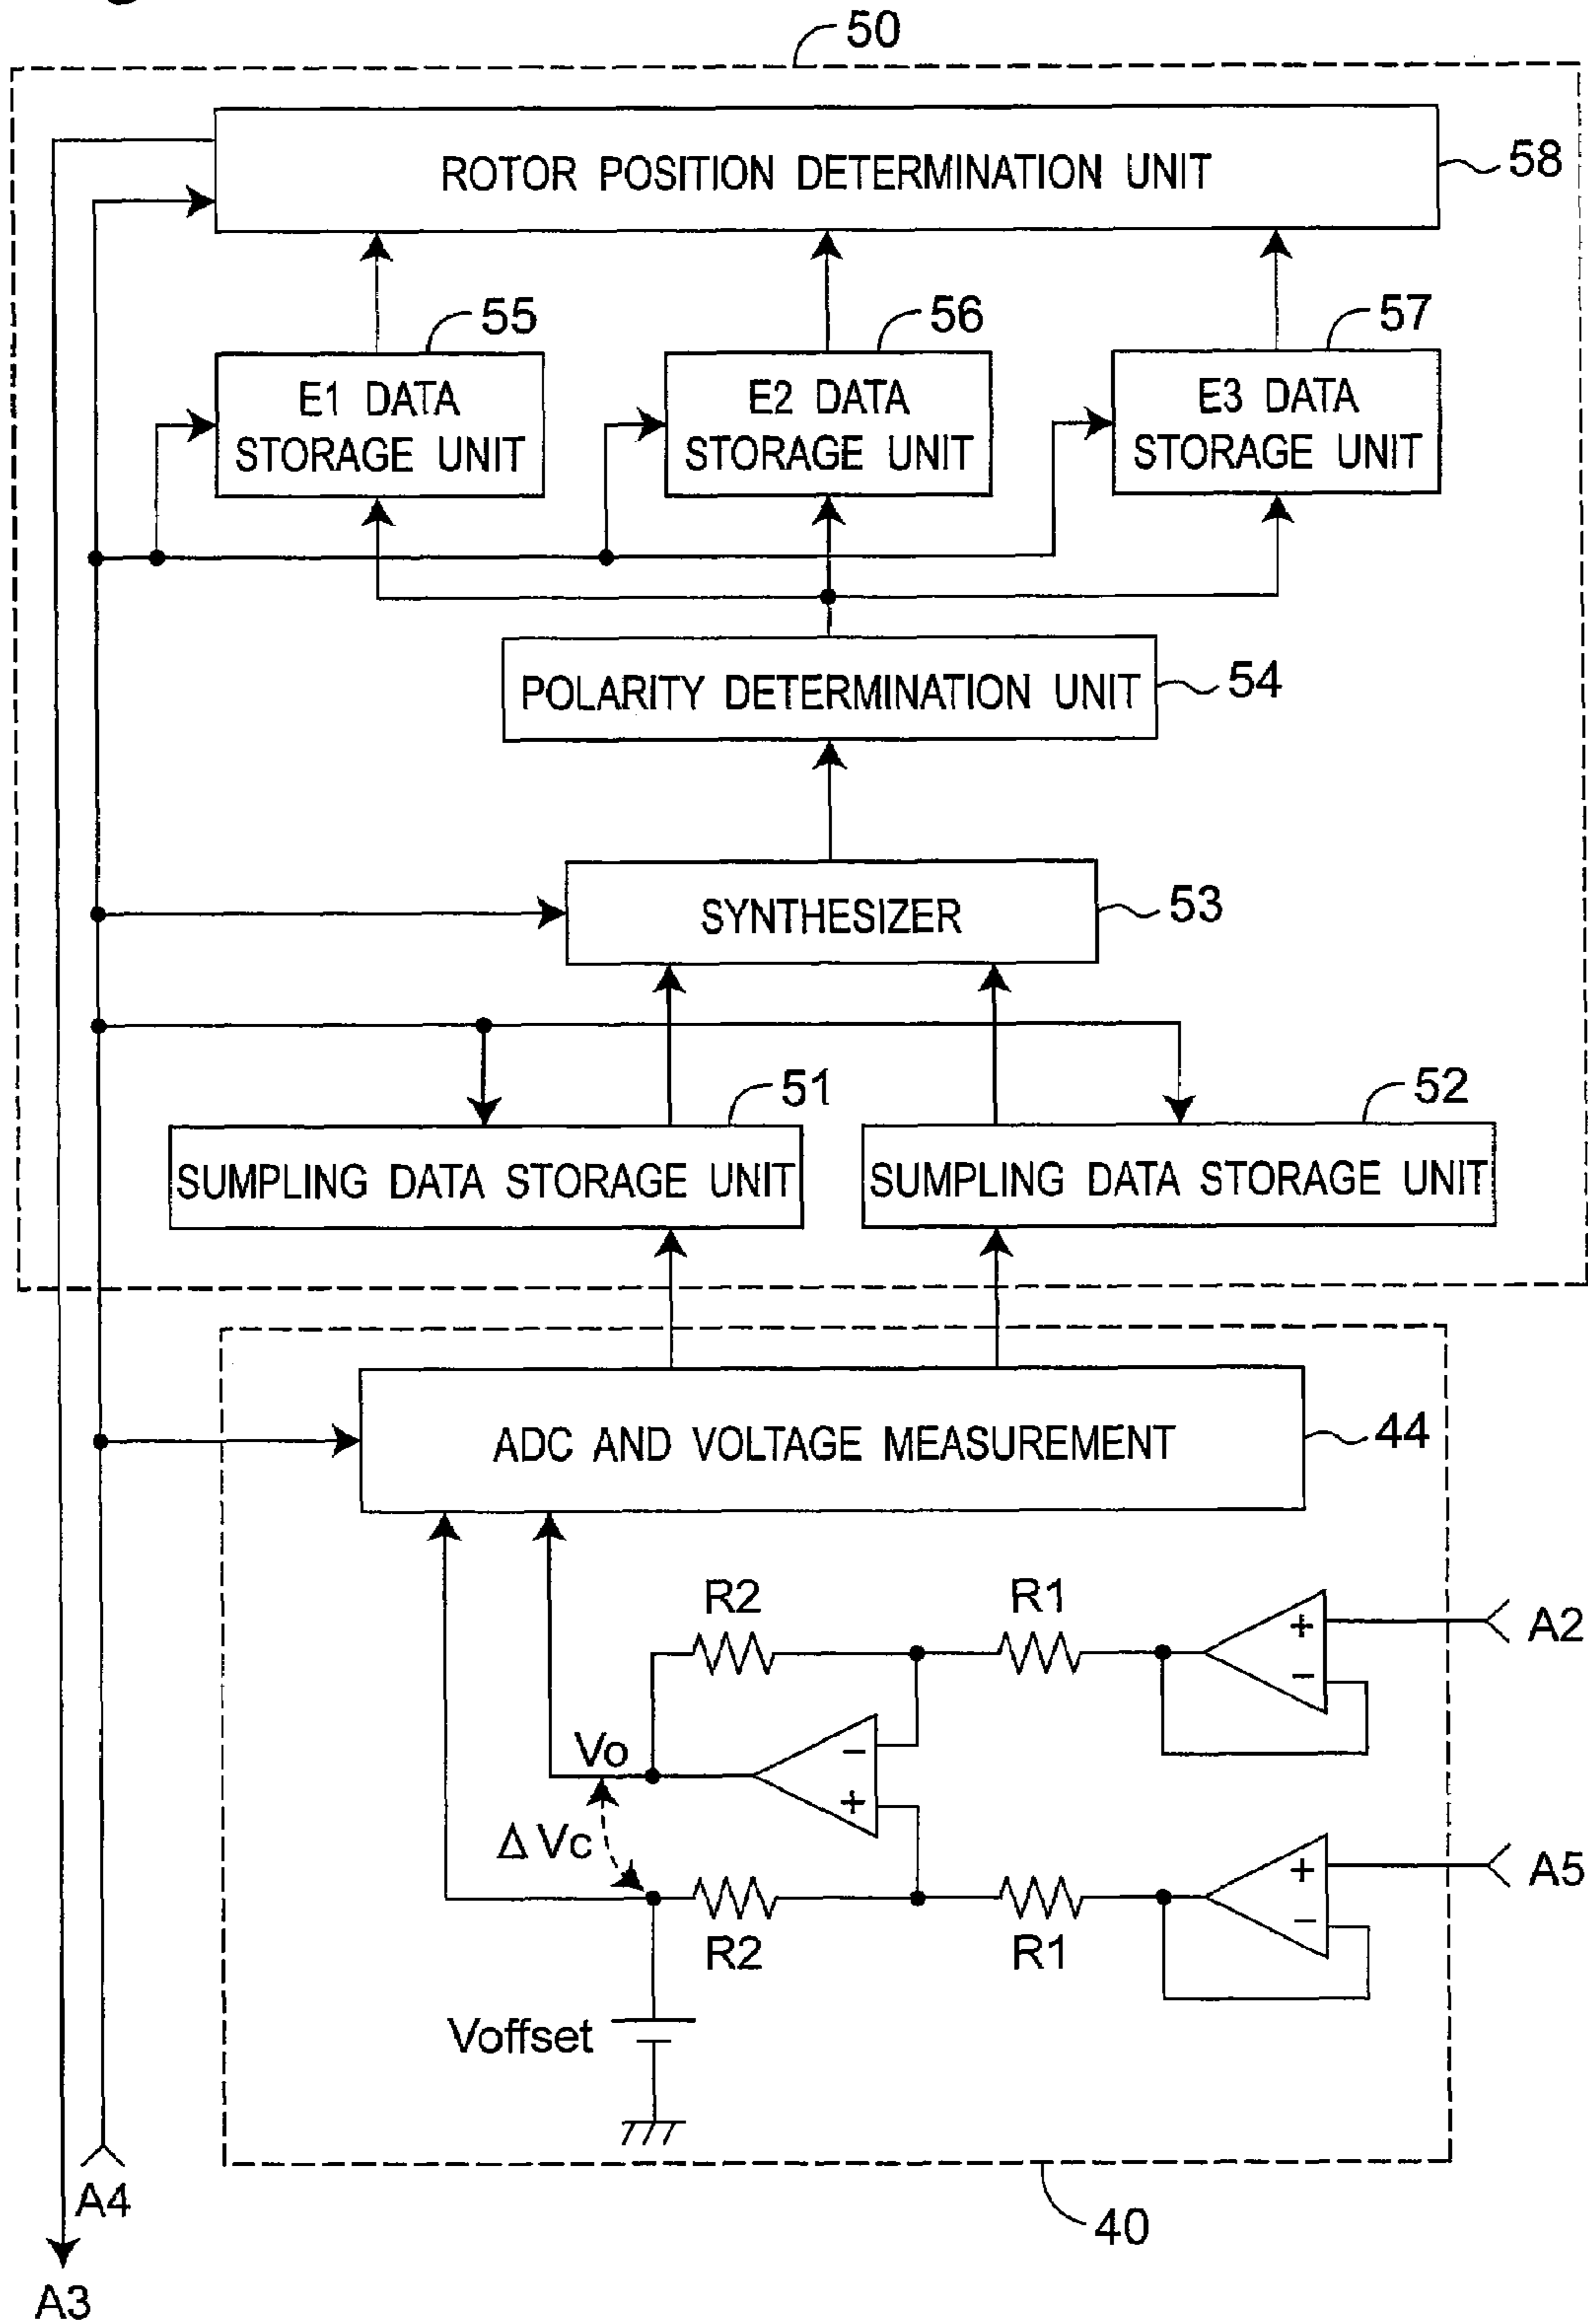 50
ROTOR POSITION DETERMINATION UNIT
58
55
56
57
E1 DATA
STORAGE UNIT
E2 DATA
STORAGE UNIT
E3 DATA
STORAGE UNIT
POLARITY DETERMINATION UNIT
54
SYNTHESIZER
53
51
52
SUMPLING DATA STORAGE UNIT
SUMPLING DATA STORAGE UNIT
ADC AND VOLTAGE MEASUREMENT
44
R2
R1
+
−
A2
Vo
−
+
Δ Vc
+
−
A5
R2
R1
Voffset
A4
40
A3